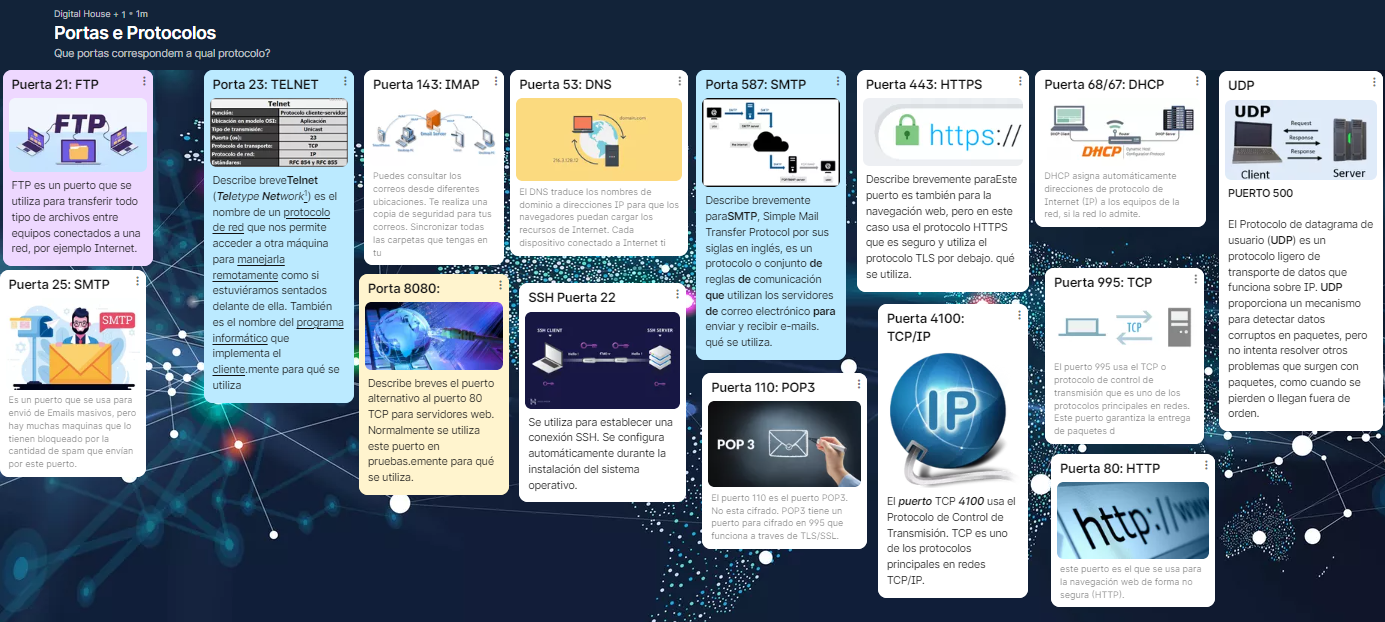 Digital House + 1 • 1m
Portas e Protocolos
Que portas correspondem a qual protocolo?
Puerta 21: FTP
FTP
FTP es un puerto que se
utiliza para transferir todo
tipo de archivos entre
equipos conectados a una
red, por ejemplo Internet.
Puerta 25: SMTP
SMTP
Es un puerto que se usa para
envió de Emails masivos, pero
hay muchas maquinas que lo
tienen bloqueado por la
cantidad de spam que envían
por este puerto.
Porta 23: TELNET
Telnet
Función: Protocolo cliente-servidor
Ubicación en modelo OSI: Aplicación
Tipo de transmisión: Unicast
Puerto (os): 23
Protocolo de transporte: TCP
Protocolo de red: IP
Estándares: RFC 854 y RFC 855
Describe breveTelnet
(Teletype Network¹) es el
nombre de un protocolo
de red que nos permite
acceder a otra máquina
para manejarla
remotamente como si
estuviéramos sentados
delante de ella. También
es el nombre del programa
informático que
implementa el
cliente.mente para qué se
utiliza
Puerta 143: IMAP
Email Server
Puedes consultar los
correos desde diferentes
ubicaciones. Te realiza una
copia de seguridad para tus
correos. Sincronizar todas
las carpetas que tengas en
tu
Porta 8080:
Describe breves el puerto
alternativo al puerto 80
TCP para servidores web.
Normalmente se utiliza
este puerto en
pruebas.emente para qué
se utiliza.
Puerta 53: DNS
domain.com
216.3.128.12
El DNS traduce los nombres de
dominio a direcciones IP para que los
navegadores puedan cargar los
recursos de Internet. Cada
dispositivo conectado a Internet ti
SSH Puerta 22
SSH CLIENT
SSH SERVER
Se utiliza para establecer una
conexión SSH. Se configura
automáticamente durante la
instalación del sistema
operativo.
Porta 587: SMTP
Describe brevemente
paraSMTP, Simple Mail
Transfer Protocol por sus
siglas en inglés, es un
protocolo o conjunto de
reglas de comunicación
que utilizan los servidores
de correo electrónico para
enviar y recibir e-mails.
qué se utiliza.
Puerta 110: POP3
POP 3
El puerto 110 es el puerto POP3.
No esta cifrado. POP3 tiene un
puerto para cifrado en 995 que
funciona a traves de TLS/SSL.
Puerta 443: HTTPS
https://
Describe brevemente paraEste
puerto es también para la
navegación web, pero en este
caso usa el protocolo HTTPS
que es seguro y utiliza el
protocolo TLS por debajo. qué
se utiliza.
Puerta 4100:
TCP/IP
IP
El puerto TCP 4100 usa el
Protocolo de Control de
Transmisión. TCP es uno
de los protocolos
principales en redes
TCP/IP.
Puerta 68/67: DHCP
DHCP Client
DHCP Server
DHCP
Dynamic Host
Configuration Protocol
DHCP asigna automáticamente
direcciones de protocolo de
Internet (IP) a los equipos de la
red, si la red lo admite.
Puerta 995: TCP
TCP
El puerto 995 usa el TCP o
protocolo de control de
transmisión que es uno de los
protocolos principales en redes.
Este puerto garantiza la entrega
de paquetes d
Puerta 80: HTTP
http://www
este puerto es el que se usa para
la navegación web de forma no
segura (HTTP).
UDP
UDP
Request
Response
Response
Client
Server
PUERTO 500
El Protocolo de datagrama de
usuario (UDP) es un
protocolo ligero de
transporte de datos que
funciona sobre IP. UDP
proporciona un mecanismo
para detectar datos
corruptos en paquetes, pero
no intenta resolver otros
problemas que surgen con
paquetes, como cuando se
pierden o llegan fuera de
orden.